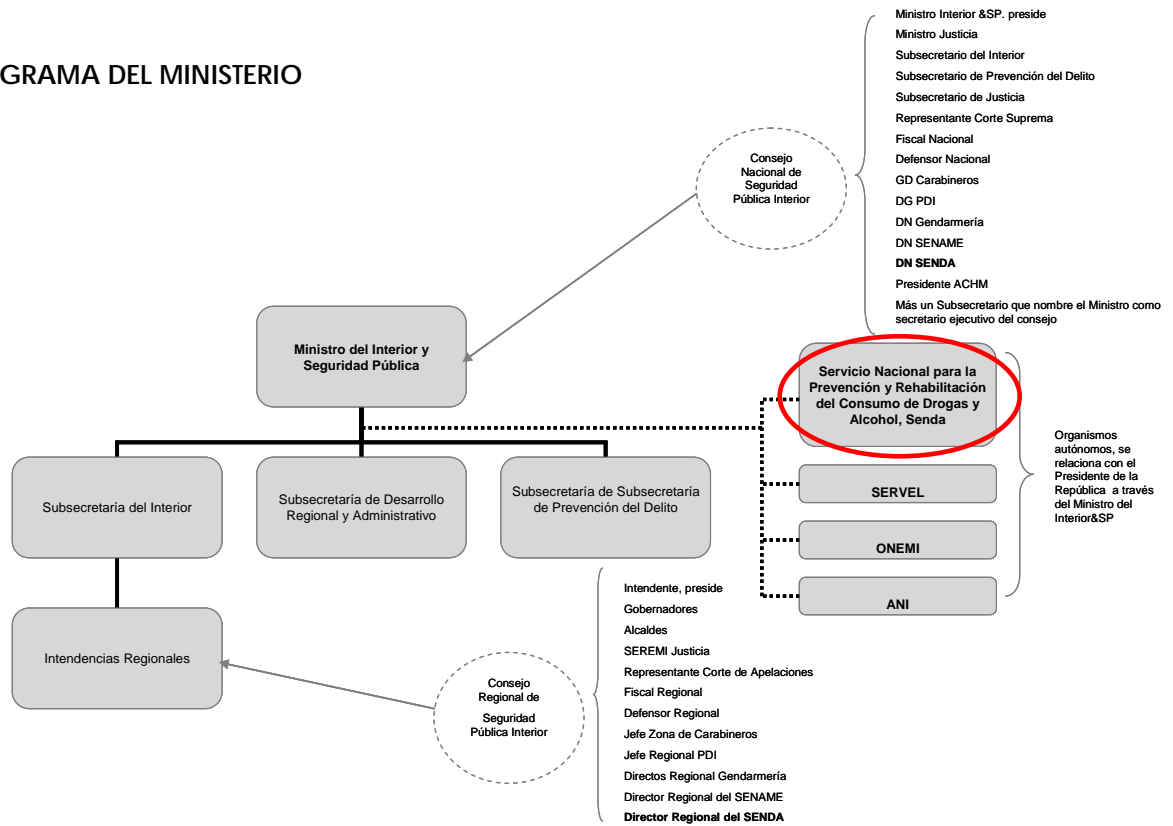 GRAMA DEL MINISTERIO
Ministro Interior &SP. preside
Ministro Justicia
Subsecretario del Interior
Subsecretario de Prevención del Delito
Subsecretario de Justicia
Representante Corte Suprema
Fiscal Nacional
Defensor Nacional
GD Carabineros
DG PDI
DN Gendarmería
DN SENAME
DN SENDA
Presidente ACHM
Más un Subsecretario que nombre el Ministro como
secretario ejecutivo del consejo
Consejo
Nacional de
Seguridad
Pública Interior
Ministro del Interior y
Seguridad Pública
Servicio Nacional para la
Prevención y Rehabilitación
del Consumo de Drogas y
Alcohol, Senda
SERVEL
ONEMI
ANI
Organismos
autónomos, se
relaciona con el
Presidente de la
República a través
del Ministro del
Interior&SP
Subsecretaría del Interior
Subsecretaría de Desarrollo
Regional y Administrativo
Subsecretaría de Subsecretaría
de Prevención del Delito
Intendencias Regionales
Consejo
Regional de
Seguridad
Pública Interior
Intendente, preside
Gobernadores
Alcaldes
SEREMI Justicia
Representante Corte de Apelaciones
Fiscal Regional
Defensor Regional
Jefe Zona de Carabineros
Jefe Regional PDI
Directos Regional Gendarmería
Director Regional del SENAME
Director Regional del SENDA